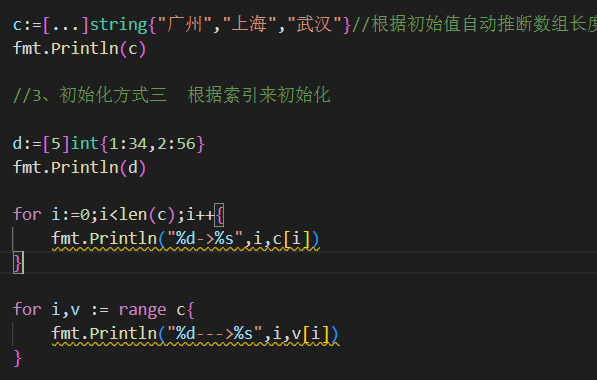 c:=[...]string{"广州","上海","武汉"}//根据初始值自动推断数组长度
fmt.Println(c)
//3、初始化方式三  根据索引来初始化
d:=[5]int{1:34,2:56}
fmt.Println(d)
for i:=0;i<len(c);i++{
    fmt.Println("%d->%s",i,c[i])
}
for i,v := range c{
    fmt.Println("%d--->%s",i,v[i])
}